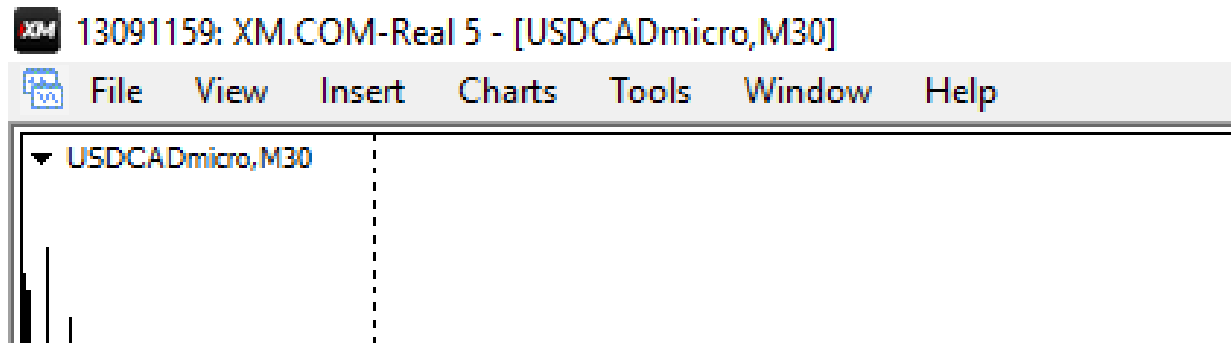 XM 13091159: XM.COM-Real 5 - [USDCADmicro,M30]
File View Insert Charts Tools Window Help
USDCADmicro,M30